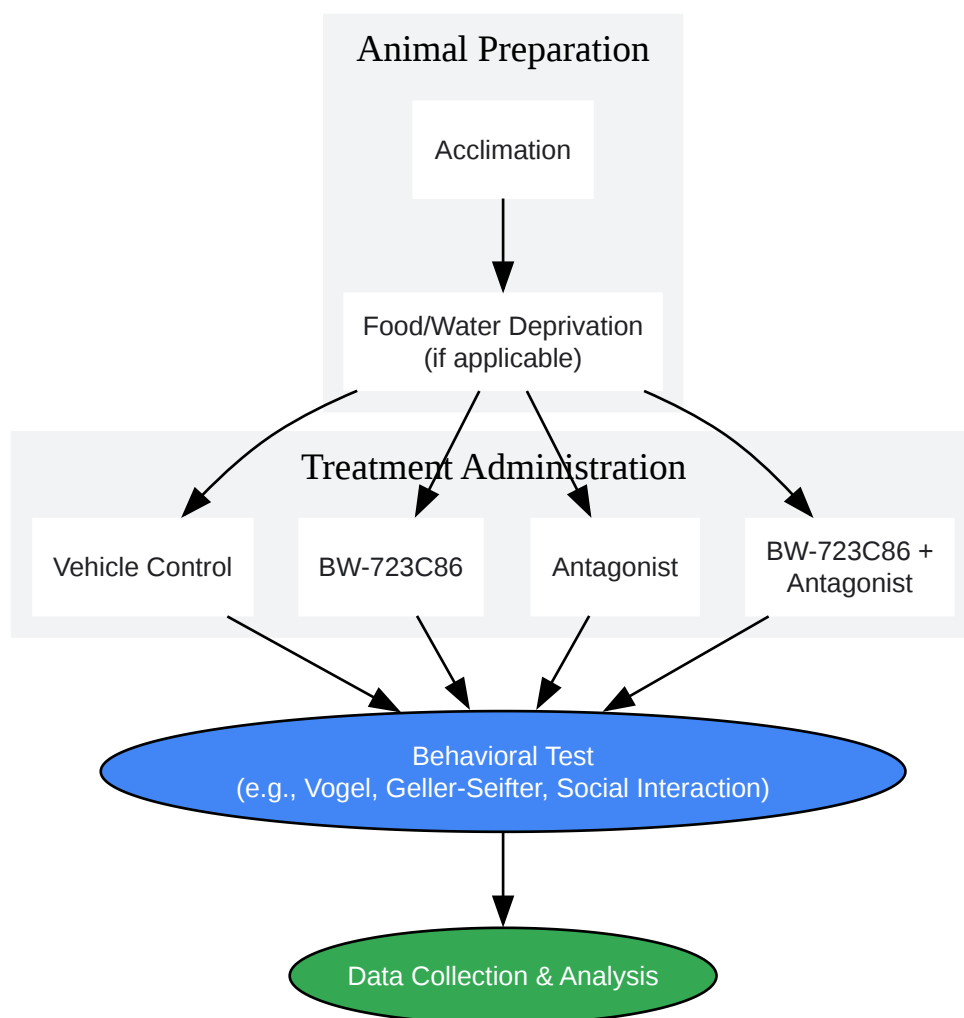 Animal Preparation
Acclimation
Food/Water Deprivation
(if applicable)
Treatment Administration
Vehicle Control
BW-723C86
Antagonist
BW-723C86 +
Antagonist
Behavioral Test
(e.g., Vogel, Geller-Seifter, Social Interaction)
Data Collection & Analysis